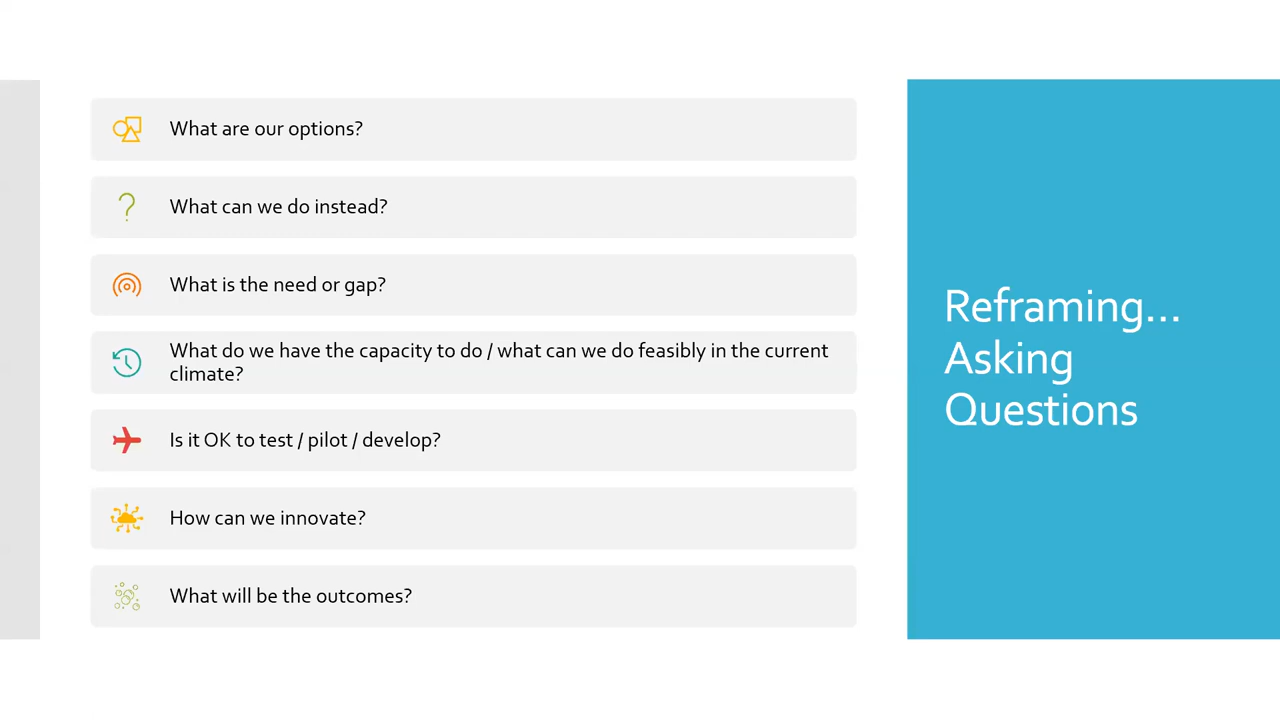 What are our options?
What can we do instead?
What is the need or gap?
What do we have the capacity to do / what can we do feasibly in the current
climate?
Is it OK to test / pilot / develop?
How can we innovate?
What will be the outcomes?
Reframing...
Asking
Questions